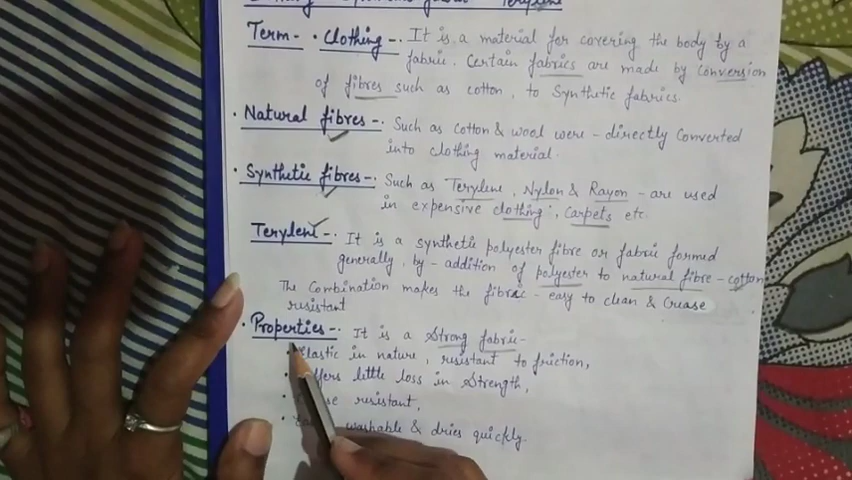 Terylene
Term - • Clothing -. It is a material for covering the body by a
fabric. Certain fabrics are made by conversion
of fibres such as cotton, to Synthetic fabrics.
• Natural fibres -. Such as Cotton & wool were - directly Converted
into clothing material.
• Synthetic fibres -. Such as Terylene, Nylon & Rayon - are used
in expensive clothing, Carpets etc.
Terylene -. It is a synthetic polyester fibre or fabric formed
generally, by - addition of polyester to natural fibre - cotton
The Combination makes the fibric - easy to clean & Crease
resistant
• Properties -. It is a Strong fabric -
• Elastic in nature, resistant to friction,
little loss in Strength,
resistant,
washable & dries quickly.